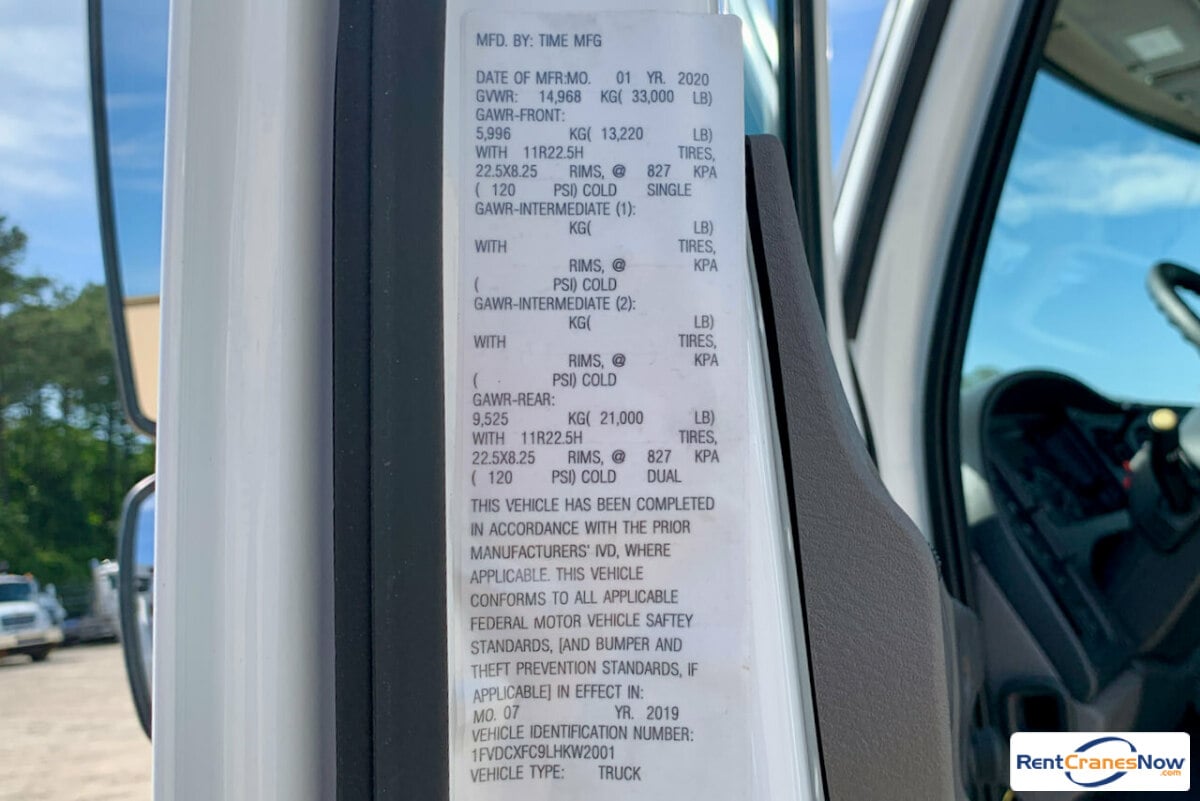 MFD. BY: TIME MFG
DATE OF MFR:MO. 01 YR. 2020
GVWR: 14,968 KG( 33,000 LB)
GAWR-FRONT:
5,996 KG( 13,220 LB)
WITH 11R22.5H TIRES,
22.5X8.25 RIMS, @ 827 KPA
( 120 PSI) COLD SINGLE
GAWR-INTERMEDIATE (1):
KG( LB)
WITH TIRES,
RIMS, @ KPA
( PSI) COLD
GAWR-INTERMEDIATE (2):
KG( LB)
WITH TIRES,
RIMS, @ KPA
( PSI) COLD
GAWR-REAR:
9,525 KG( 21,000 LB)
WITH 11R22.5H TIRES,
22.5X8.25 RIMS, @ 827 KPA
( 120 PSI) COLD DUAL
THIS VEHICLE HAS BEEN COMPLETED
IN ACCORDANCE WITH THE PRIOR
MANUFACTURERS' IVD, WHERE
APPLICABLE. THIS VEHICLE
CONFORMS TO ALL APPLICABLE
FEDERAL MOTOR VEHICLE SAFTEY
STANDARDS, [AND BUMPER AND
THEFT PREVENTION STANDARDS, IF
APPLICABLE] IN EFFECT IN:
MO. 07 YR. 2019
VEHICLE IDENTIFICATION NUMBER:
1FVDCXFC9LHKW2001
VEHICLE TYPE: TRUCK
RentCranesNow
.com